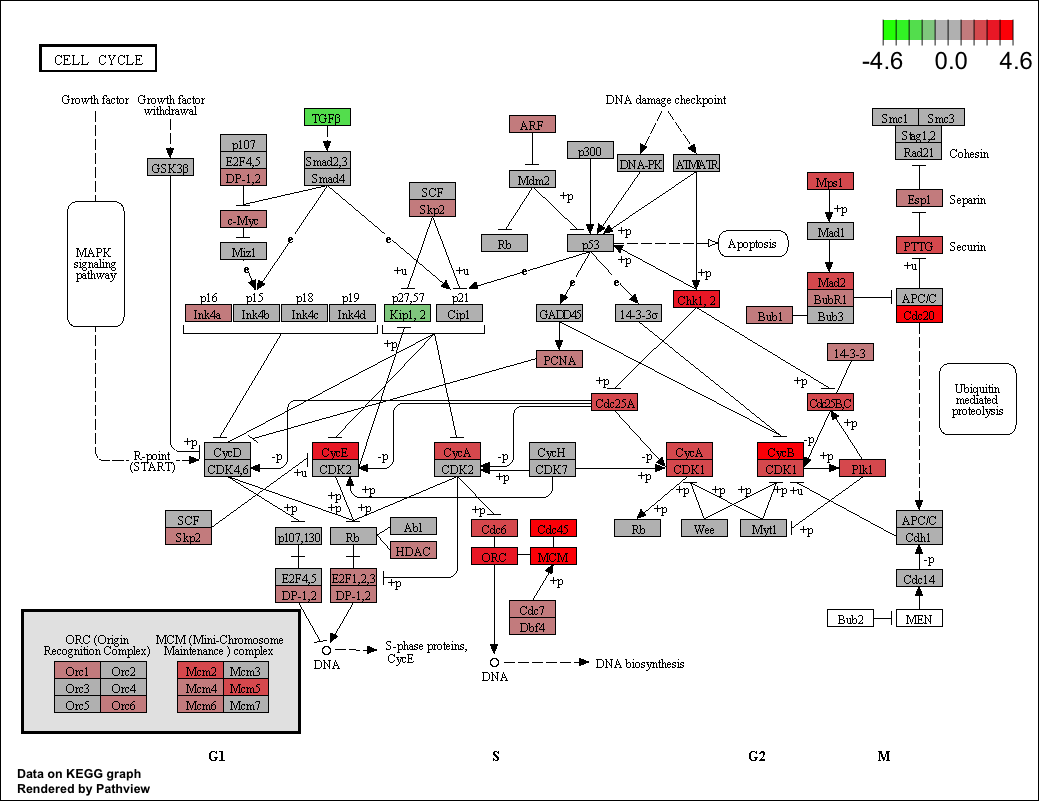 CELL CYCLE
-4.6 0.0 4.6
Growth factor
Growth factor
withdrawal
DNA damage checkpoint
TGFβ
ARF
Smc1 Smc3
Stag1,2
Rad21
Cohesin
p107
E2F4,5
DP-1,2
GSK3β
Smad2,3
Smad4
p300
DNA-PK
ATMATR
Mdm2
SCF
Skp2
+p
Mps1
+p
Esp1
Separin
c-Myc
Miz1
MAPK
signaling
pathway
e
e
e
Rb
p53
+p
+p
Apoptosis
Mad1
PTTG
Securin
+u
+u
+u
e
e
e
+p
Mad2
BubR1
Bub3
Bub1
APC/C
Cdc20
p16
Ink4a
p15
Ink4b
p18
Ink4c
p19
Ink4d
p27,57
Kip1, 2
p21
Cip1
GADD45
14-3-3σ
Chk1, 2
+p
PCNA
14-3-3
Ubiquitin
mediated
proteolysis
+p
Cdc25A
+p
Cdc25B,C
+p
R-point
(START)
+p
CycD
CDK4,6
-p
+u
CycE
CDK2
-p
CycA
CDK2
-p
+p
CycH
CDK7
-p
+p
CycA
CDK1
CycB
CDK1
-p
+p
Plk1
+p
+p
+p
+p
+p
+p
+p
+p
+p
+u
+p
SCF
Skp2
p107,130
Rb
Abl
HDAC
Cdc6
Cdc45
ORC
MCM
+p
Rb
Wee
Myt1
APC/C
Cdh1
-p
Cdc14
E2F4,5
DP-1,2
E2F1,2,3
DP-1,2
+p
Cdc7
Dbf4
Bub2
MEN
DNA
S-phase proteins,
CycE
DNA
DNA biosynthesis
ORC (Origin
Recognition Complex)
MCM (Mini-Chromosome
Maintenance ) complex
Orc1 Orc2
Orc3 Orc4
Orc5 Orc6
Mcm2 Mcm3
Mcm4 Mcm5
Mcm6 Mcm7
G1 S G2 M
Data on KEGG graph
Rendered by Pathview